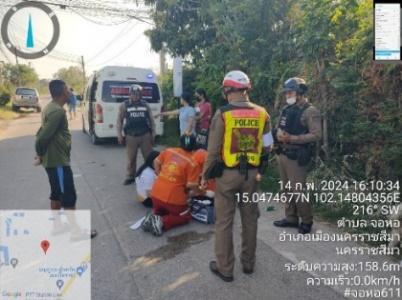 POLICE
POLICE
14 ก.พ. 2024 16:10:34
15.0474677N 102.14804356E
216° SW
ตำบล จอหอ
อำเภอเมืองนครราชสีมา
นครราชสีมา
ระดับความสูง:158.6m
ความเร็ว:0.0km/h
#จอหอ611
Google